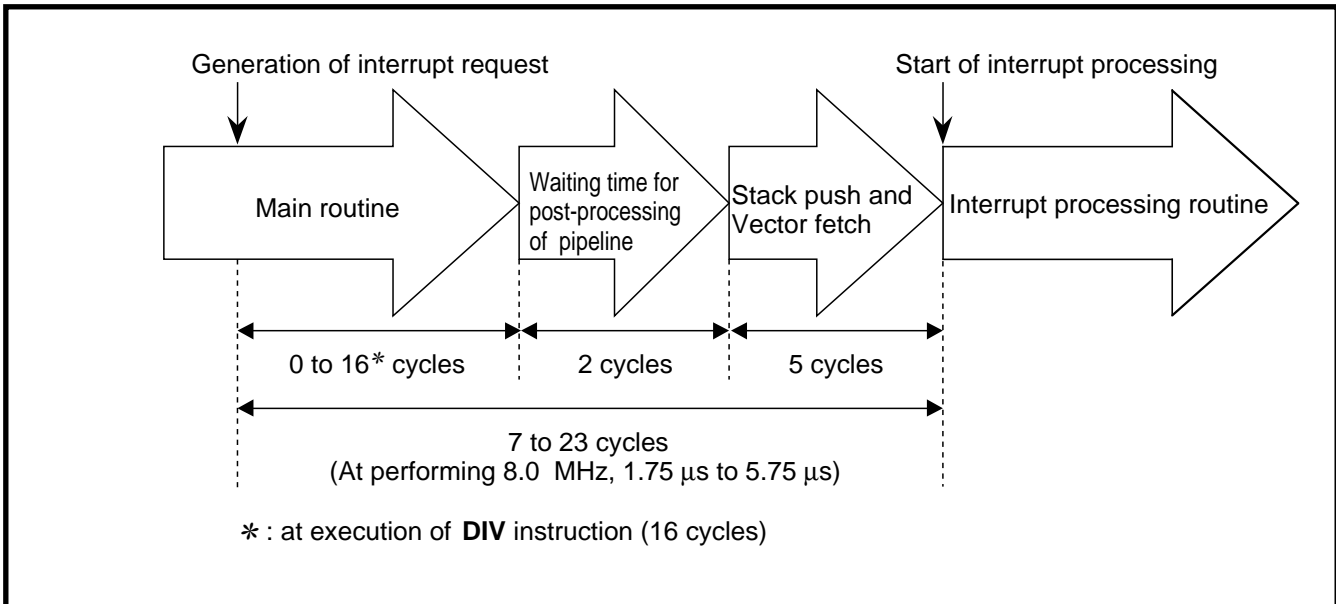 Generation of interrupt request
Start of interrupt processing
Main routine
Waiting time for
post-processing
of pipeline
Stack push and
Vector fetch
Interrupt processing routine
0 to 16* cycles
2 cycles
5 cycles
7 to 23 cycles
(At performing 8.0 MHz, 1.75 μs to 5.75 μs)
* : at execution of DIV instruction (16 cycles)